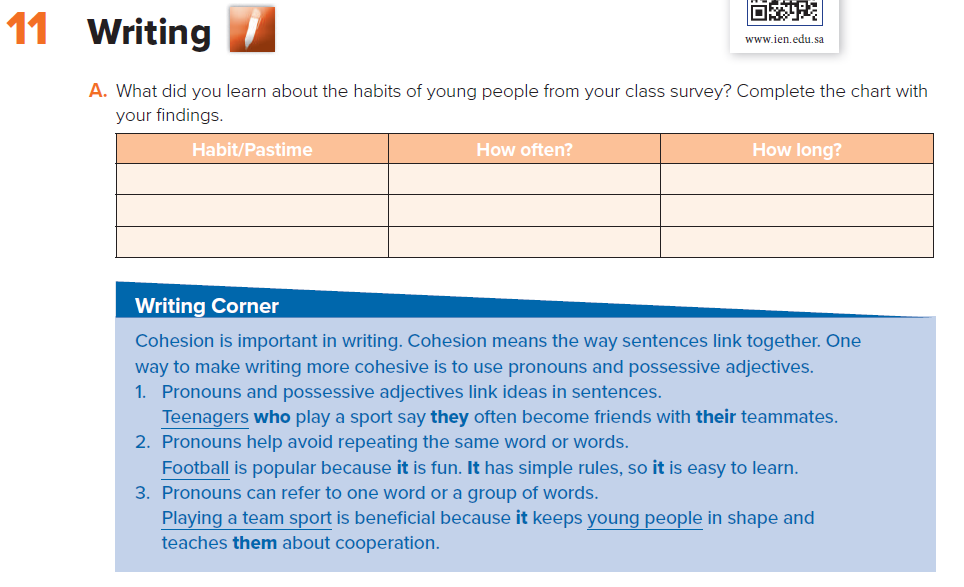 11 Writing
www.ien.edu.sa
A. What did you learn about the habits of young people from your class survey? Complete the chart with
your findings.
Habit/Pastime How often? How long?
Writing Corner
Cohesion is important in writing. Cohesion means the way sentences link together. One
way to make writing more cohesive is to use pronouns and possessive adjectives.
1. Pronouns and possessive adjectives link ideas in sentences.
Teenagers who play a sport say they often become friends with their teammates.
2. Pronouns help avoid repeating the same word or words.
Football is popular because it is fun. It has simple rules, so it is easy to learn.
3. Pronouns can refer to one word or a group of words.
Playing a team sport is beneficial because it keeps young people in shape and
teaches them about cooperation.